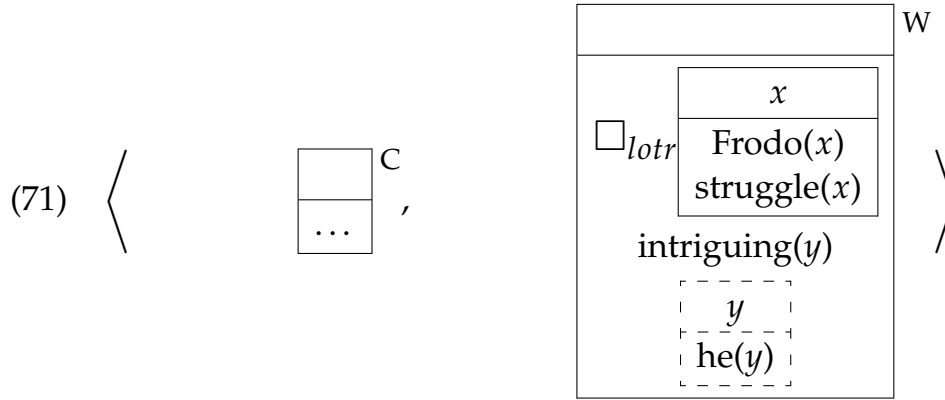 W
x
□lotr Frodo(x)
struggle(x)
(71) ⟨ C , ⟩
...
intriguing(y)
y
he(y)